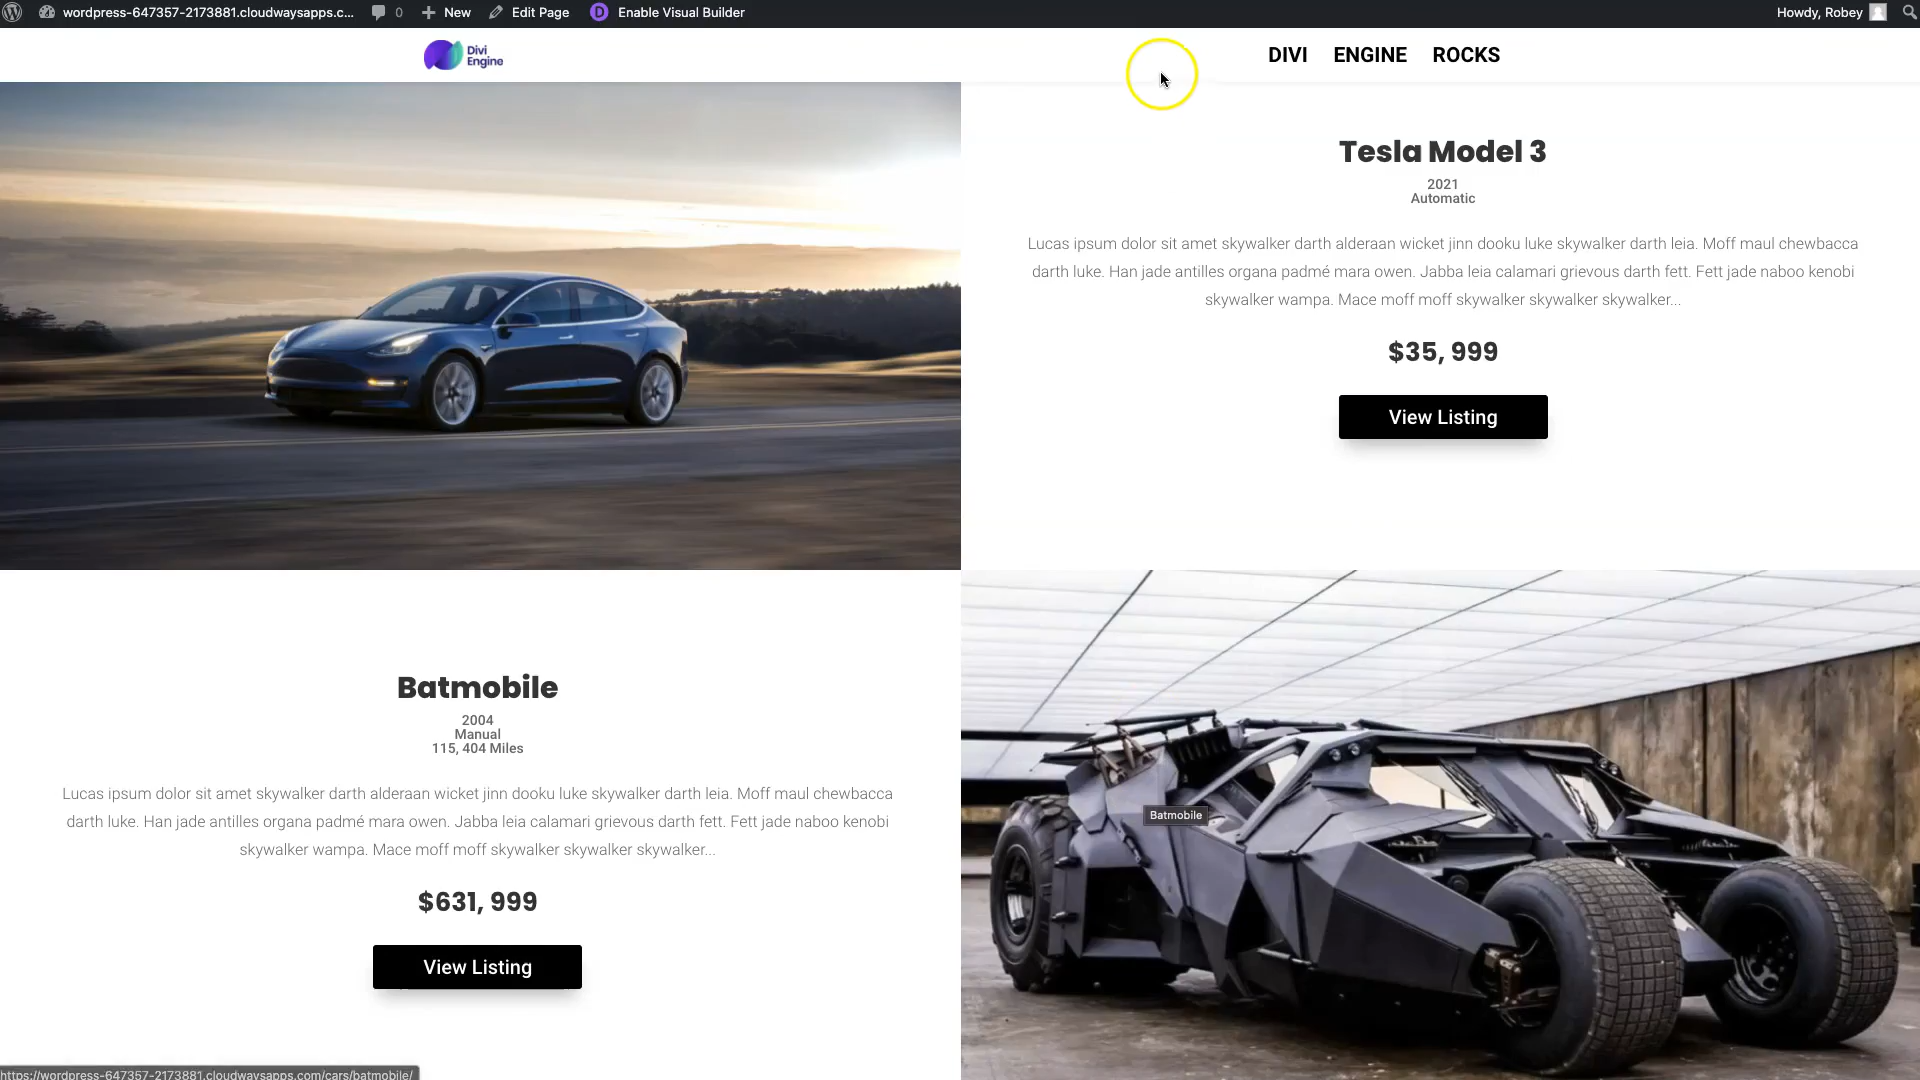 wordpress-647357-2173881.cloudwaysapps.c... 0 New Edit Page D Enable Visual Builder Howdy, Robey
Divi
Engine
DIVI ENGINE ROCKS
Tesla Model 3
2021
Automatic
Lucas ipsum dolor sit amet skywalker darth alderaan wicket jinn dooku luke skywalker darth leia. Moff maul chewbacca
darth luke. Han jade antilles organa padmé mara owen. Jabba leia calamari grievous darth fett. Fett jade naboo kenobi
skywalker wampa. Mace moff moff skywalker skywalker skywalker...
$35, 999
View Listing
Batmobile
2004
Manual
115, 404 Miles
Lucas ipsum dolor sit amet skywalker darth alderaan wicket jinn dooku luke skywalker darth leia. Moff maul chewbacca
darth luke. Han jade antilles organa padmé mara owen. Jabba leia calamari grievous darth fett. Fett jade naboo kenobi
skywalker wampa. Mace moff moff skywalker skywalker skywalker...
$631, 999
View Listing
Batmobile
https://wordpress-647357-2173881.cloudwaysapps.com/cars/batmobile/